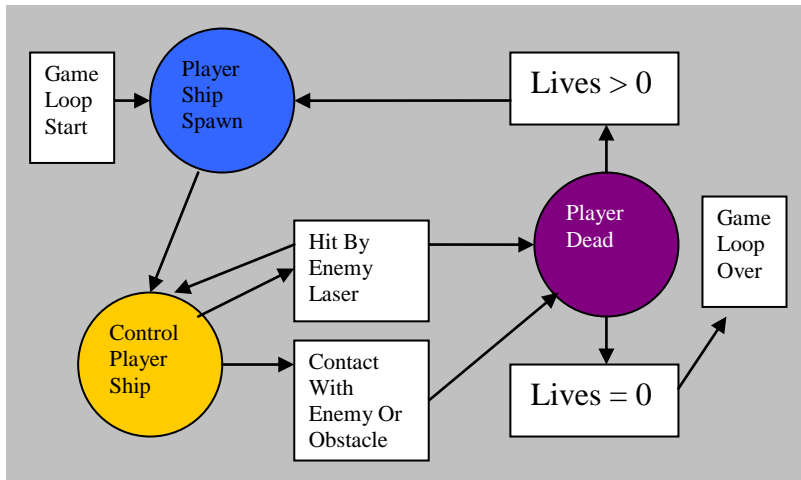 Game
Loop
Start
Player
Ship
Spawn
Lives > 0
Hit By
Enemy
Laser
Player
Dead
Game
Loop
Over
Control
Player
Ship
Contact
With
Enemy Or
Obstacle
Lives = 0